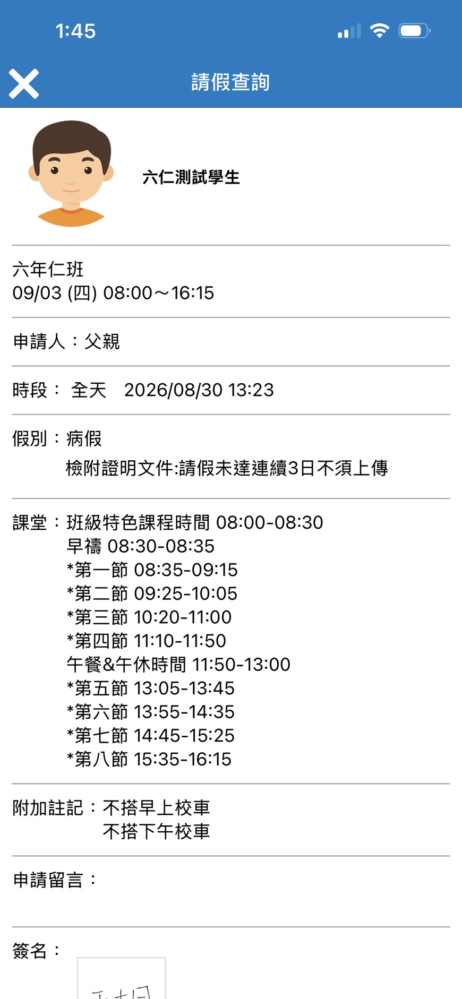 1:45
請假查詢
六仁測試學生
六年仁班
09/03 (四) 08:00～16:15
申請人：父親
時段： 全天　2026/08/30 13:23
假別：病假
檢附證明文件:請假未達連續3日不須上傳
課堂：班級特色課程時間 08:00-08:30
早禱 08:30-08:35
*第一節 08:35-09:15
*第二節 09:25-10:05
*第三節 10:20-11:00
*第四節 11:10-11:50
午餐&午休時間 11:50-13:00
*第五節 13:05-13:45
*第六節 13:55-14:35
*第七節 14:45-15:25
*第八節 15:35-16:15
附加註記：不搭早上校車
不搭下午校車
申請留言：
簽名：